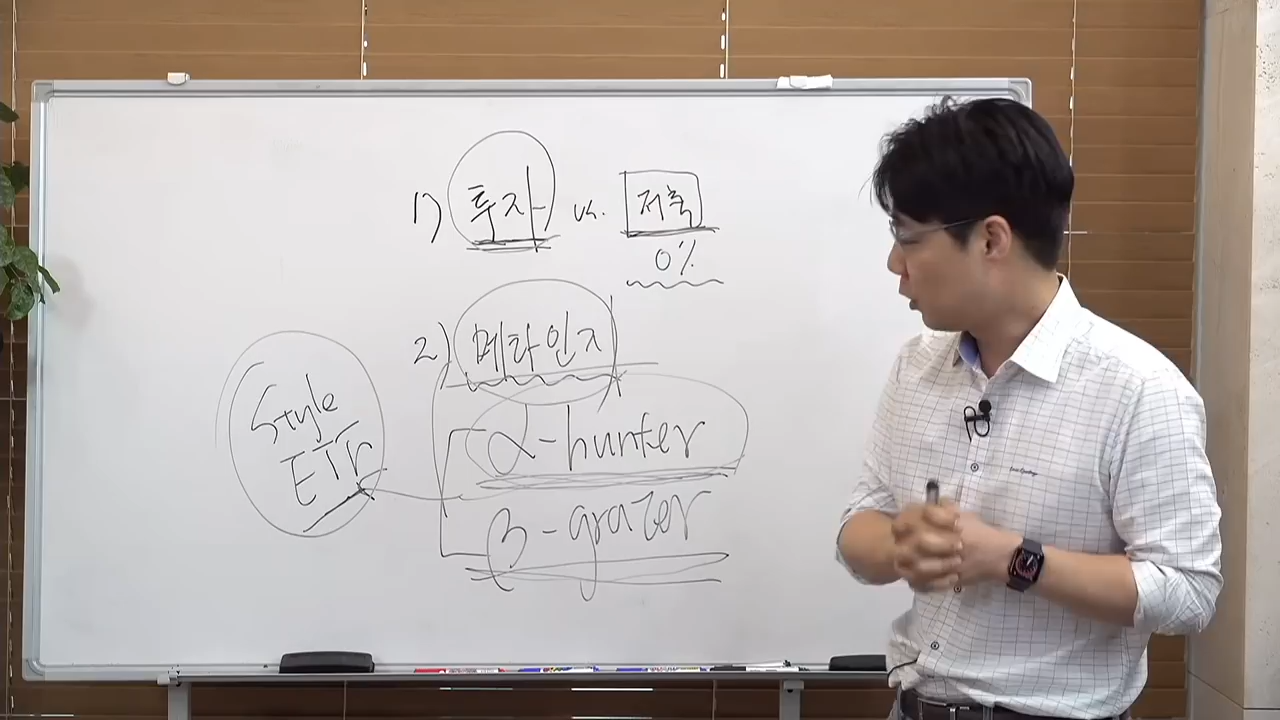 1) 투자 vs. 저축
0%
2) 메타인지
α-hunter
β-grazer
Style
ETF